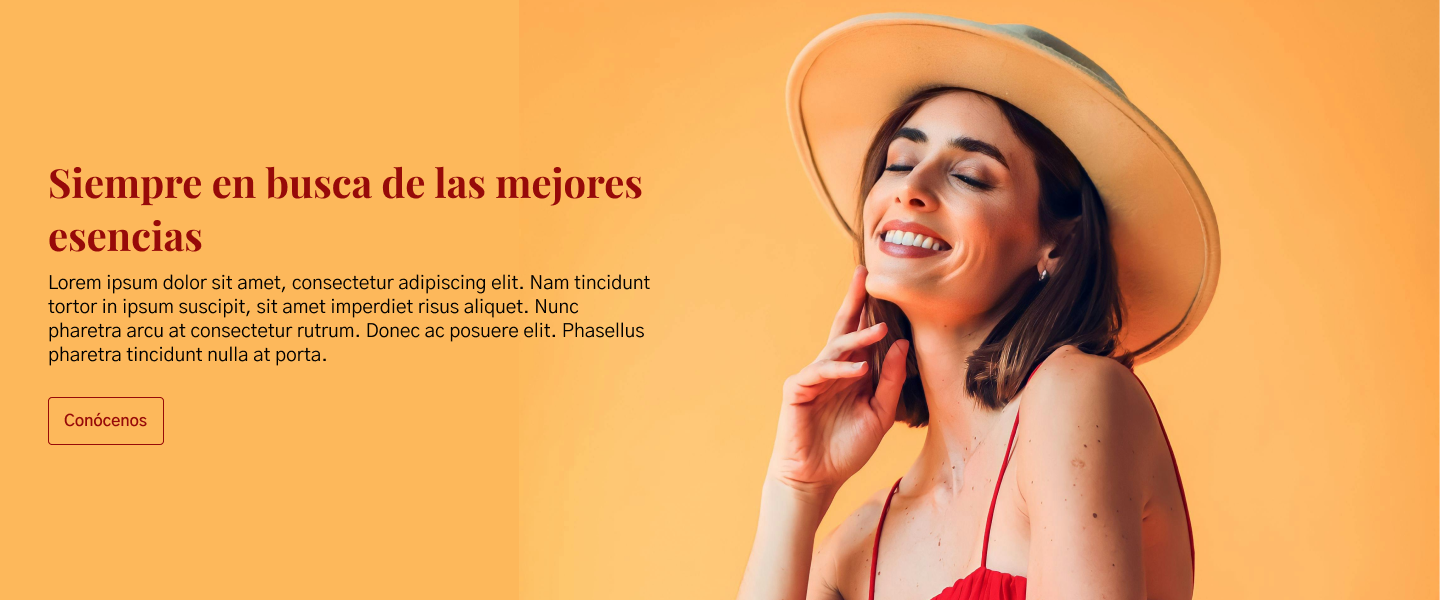 Siempre en busca de las mejores
esencias
Lorem ipsum dolor sit amet, consectetur adipiscing elit. Nam tincidunt
tortor in ipsum suscipit, sit amet imperdiet risus aliquet. Nunc
pharetra arcu at consectetur rutrum. Donec ac posuere elit. Phasellus
pharetra tincidunt nulla at porta.
Conócenos